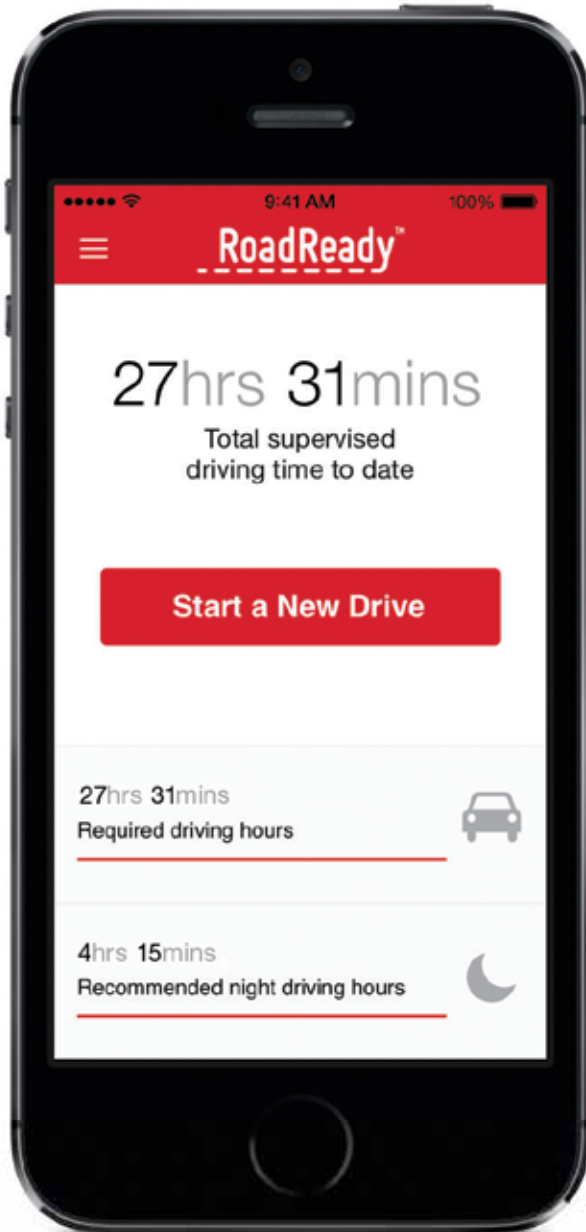 9:41 AM 100%
RoadReady™
27hrs 31mins
Total supervised
driving time to date
Start a New Drive
27hrs 31mins
Required driving hours
4hrs 15mins
Recommended night driving hours